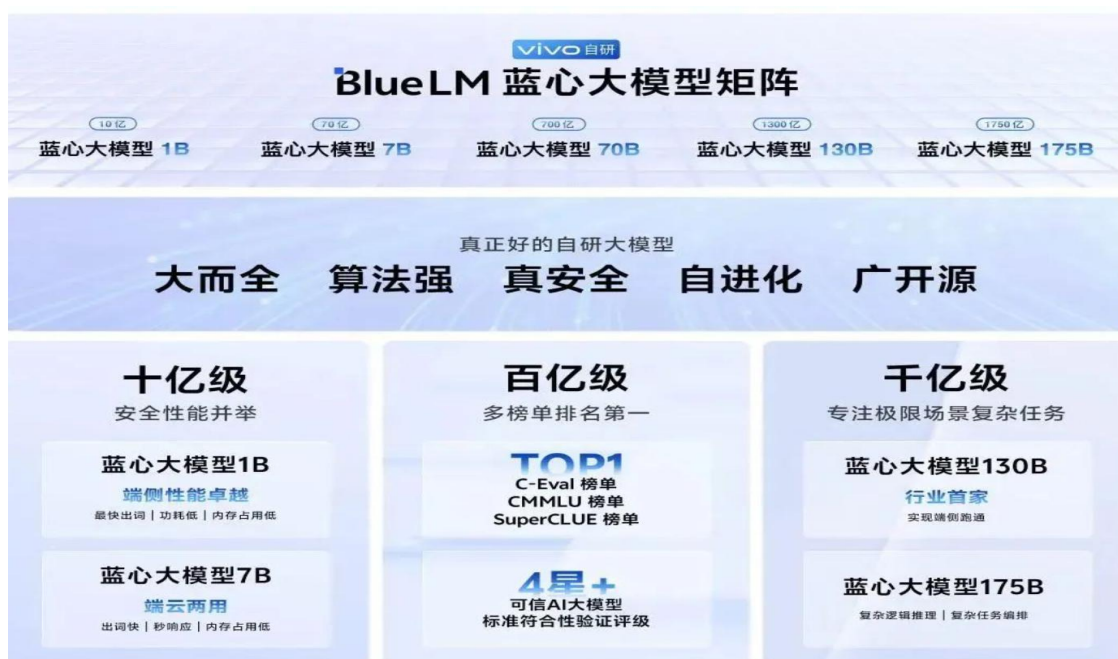 vivo 自研
BlueLM 蓝心大模型矩阵
10亿
蓝心大模型 1B
70亿
蓝心大模型 7B
700亿
蓝心大模型 70B
1300亿
蓝心大模型 130B
1750亿
蓝心大模型 175B
真正好的自研大模型
大而全 算法强 真安全 自进化 广开源
十亿级
安全性能并举
蓝心大模型1B
端侧性能卓越
最快出词 | 功耗低 | 内存占用低
蓝心大模型7B
端云两用
出词快 | 秒响应 | 内存占用低
百亿级
多榜单排名第一
TOP1
C-Eval 榜单
CMMLU 榜单
SuperCLUE 榜单
4星+
可信AI大模型
标准符合性验证评级
千亿级
专注极限场景复杂任务
蓝心大模型130B
行业首家
实现端侧跑通
蓝心大模型175B
复杂逻辑推理 | 复杂任务编排